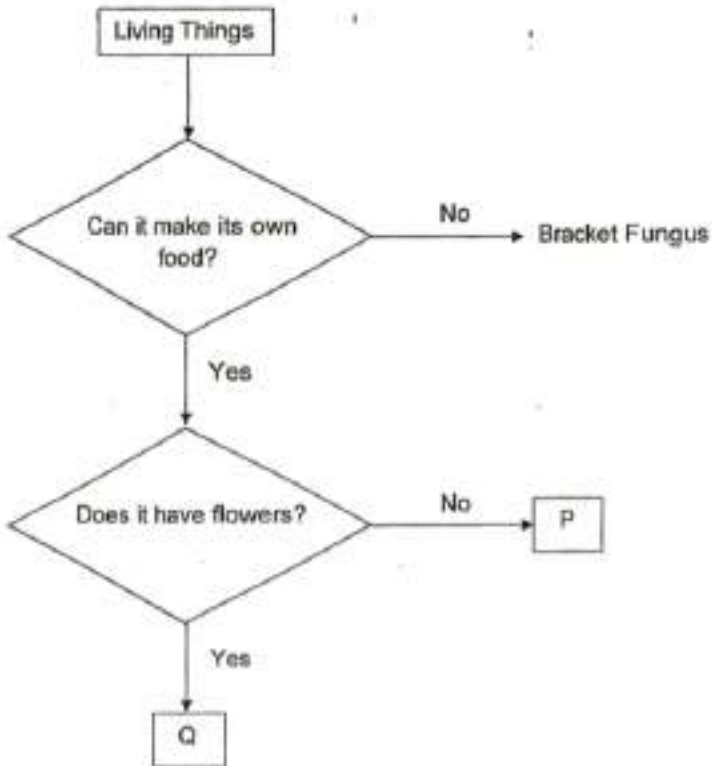 Living Things
Can it make its own
food?
No
Bracket Fungus
Yes
Does it have flowers?
No
P
Yes
Q